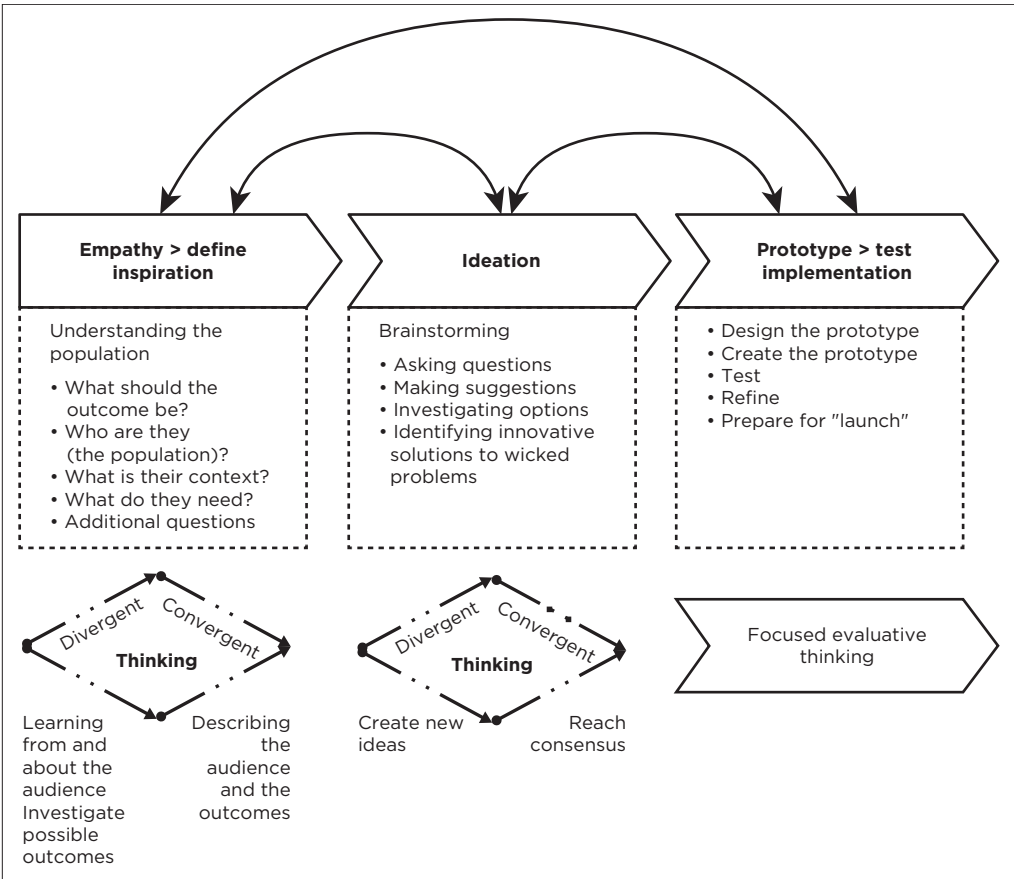 Empathy > define
inspiration
Ideation
Prototype > test
implementation
Understanding the
population
• What should the
outcome be?
• Who are they
(the population)?
• What is their context?
• What do they need?
• Additional questions
Brainstorming
• Asking questions
• Making suggestions
• Investigating options
• Identifying innovative
solutions to wicked
problems
• Design the prototype
• Create the prototype
• Test
• Refine
• Prepare for "launch"
Divergent
Convergent
Thinking
Learning
from and
about the
audience
Investigate
possible
outcomes
Describing
the
audience
and the
outcomes
Divergent
Convergent
Thinking
Create new
ideas
Reach
consensus
Focused evaluative
thinking